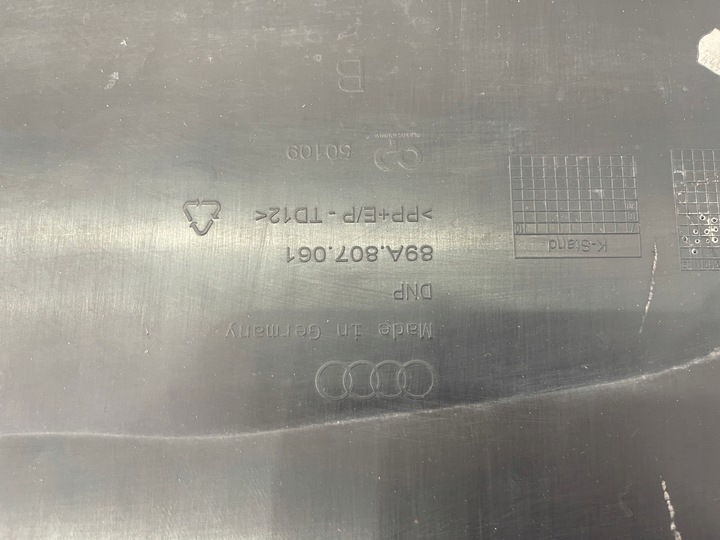 Made in Germany
DNP
89A.807.061
>PP+E/P - TD12<
50109
B
K-Stand